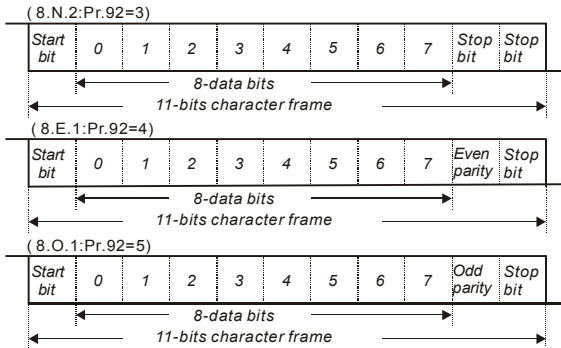 ( 8.N.2:Pr.92=3)
Start bit 0 1 2 3 4 5 6 7 Stop bit Stop bit
8-data bits
11-bits character frame
( 8.E.1:Pr.92=4)
Start bit 0 1 2 3 4 5 6 7 Even parity Stop bit
8-data bits
11-bits character frame
( 8.O.1:Pr.92=5)
Start bit 0 1 2 3 4 5 6 7 Odd parity Stop bit
8-data bits
11-bits character frame